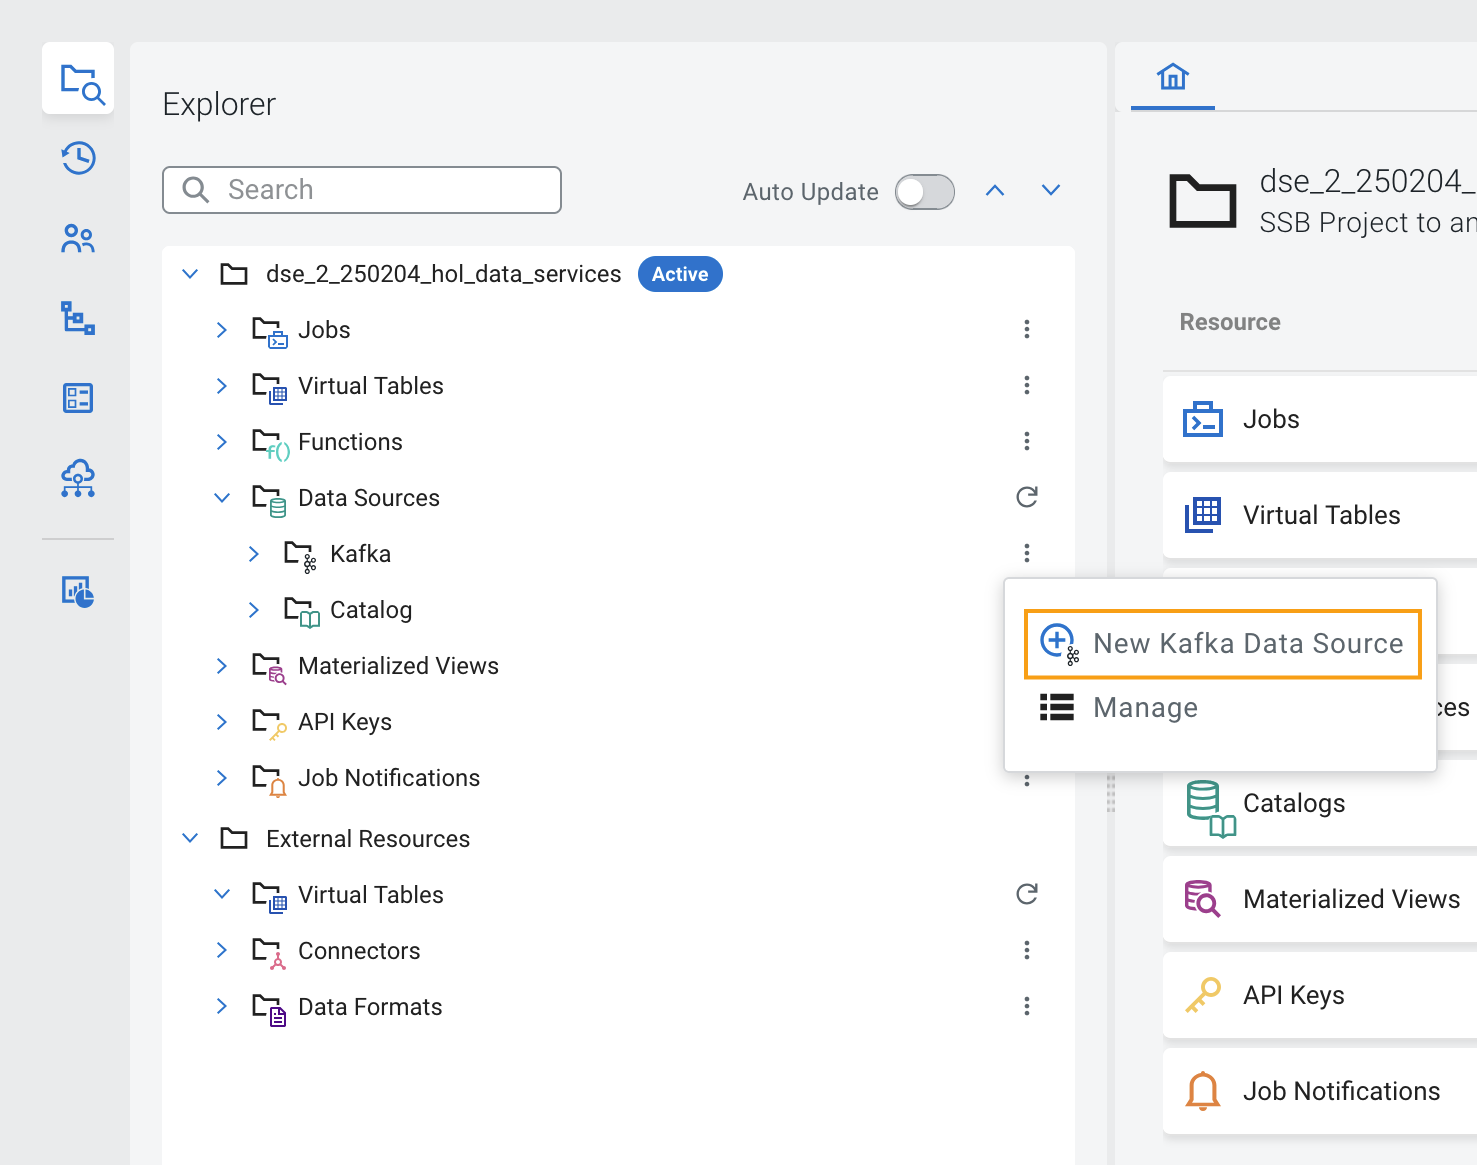 Explorer
Search
Auto Update
dse_2_250204_hol_data_services
Active
Jobs
Virtual Tables
f()
Functions
Data Sources
Kafka
Catalog
Materialized Views
API Keys
Job Notifications
External Resources
Virtual Tables
Connectors
Data Formats
New Kafka Data Source
Manage
dse_2_250204_
SSB Project to an
Resource
Jobs
Virtual Tables
ces
Catalogs
Materialized Views
API Keys
Job Notifications